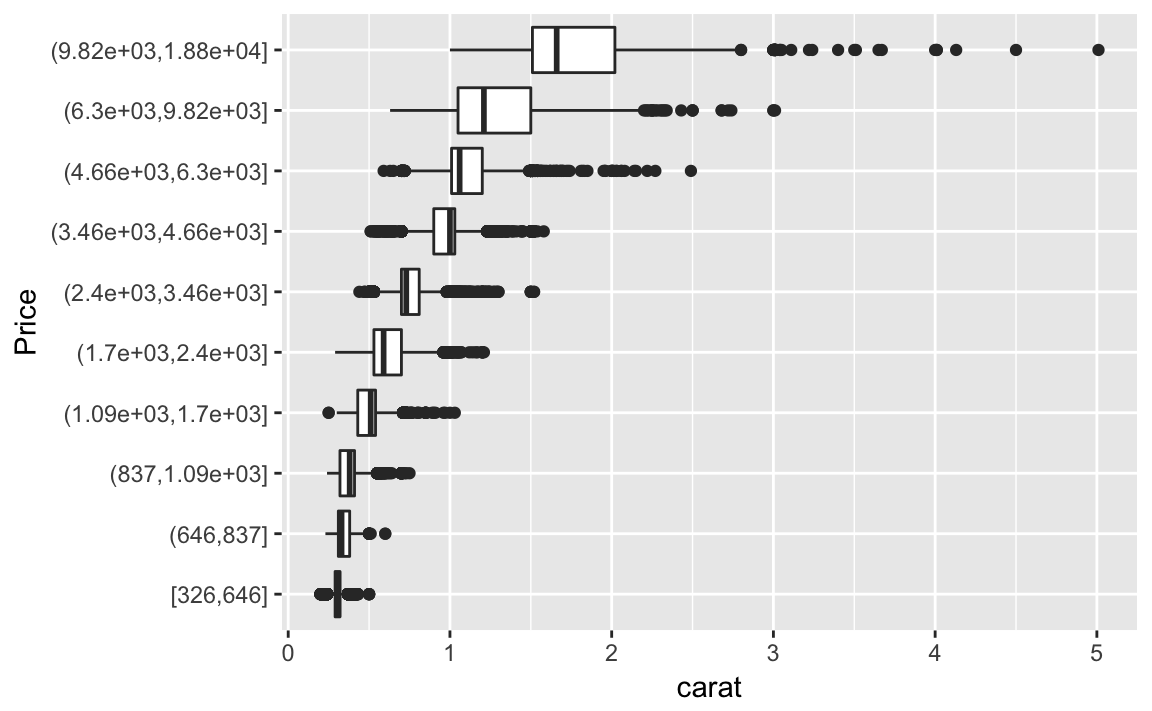 Price
(9.82e+03,1.88e+04]
(6.3e+03,9.82e+03]
(4.66e+03,6.3e+03]
(3.46e+03,4.66e+03]
(2.4e+03,3.46e+03]
(1.7e+03,2.4e+03]
(1.09e+03,1.7e+03]
(837,1.09e+03]
(646,837]
[326,646]
0 1 2 3 4 5
carat